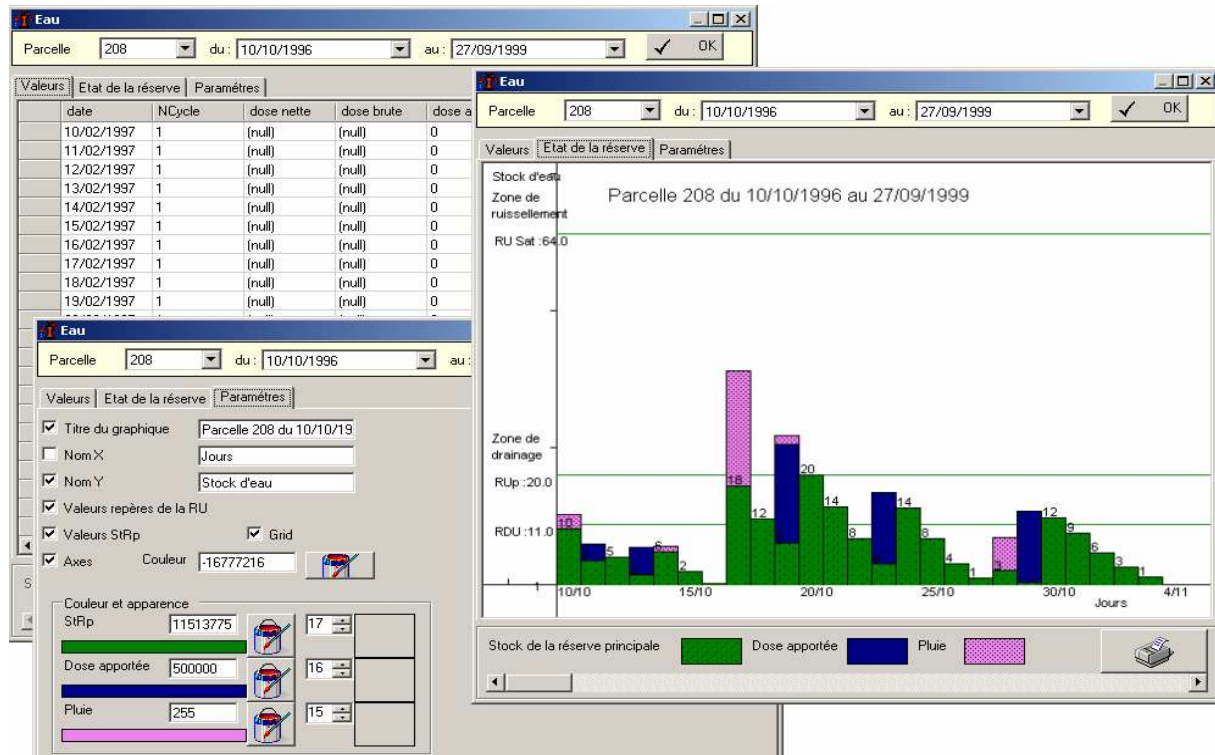 Eau
Parcelle 208 du : 10/10/1996 au : 27/09/1999 OK
Valeurs Etat de la réserve Paramétres
date NCycle dose nette dose brute dose a
10/02/1997 1 (null) (null) 0
11/02/1997 1 (null) (null) 0
12/02/1997 1 (null) (null) 0
13/02/1997 1 (null) (null) 0
14/02/1997 1 (null) (null) 0
15/02/1997 1 (null) (null) 0
16/02/1997 1 (null) (null) 0
17/02/1997 1 (null) (null) 0
18/02/1997 1 (null) (null) 0
19/02/1997 1 (null) (null) 0
Eau
Parcelle 208 du : 10/10/1996 au :
Valeurs Etat de la réserve Paramétres
Titre du graphique Parcelle 208 du 10/10/19
Nom X Jours
Nom Y Stock d'eau
Valeurs repères de la RU
Valeurs StRp Grid
Axes Couleur -16777216
Couleur et apparence
StRp 11513775 17
Dose apportée 500000 16
Pluie 255 15
Eau
Parcelle 208 du : 10/10/1996 au : 27/09/1999 OK
Valeurs Etat de la réserve Paramétres
Stock d'eau
Parcelle 208 du 10/10/1996 au 27/09/1999
Zone de
ruissellement
RU Sat :64.0
Zone de
drainage
RUp :20.0
RDU :11.0
1
10 5 6 2 18 12 20 14 8 14 8 4 1 12 9 6 3 1
10/10 15/10 20/10 25/10 30/10 4/11
Jours
Stock de la réserve principale Dose apportée Pluie